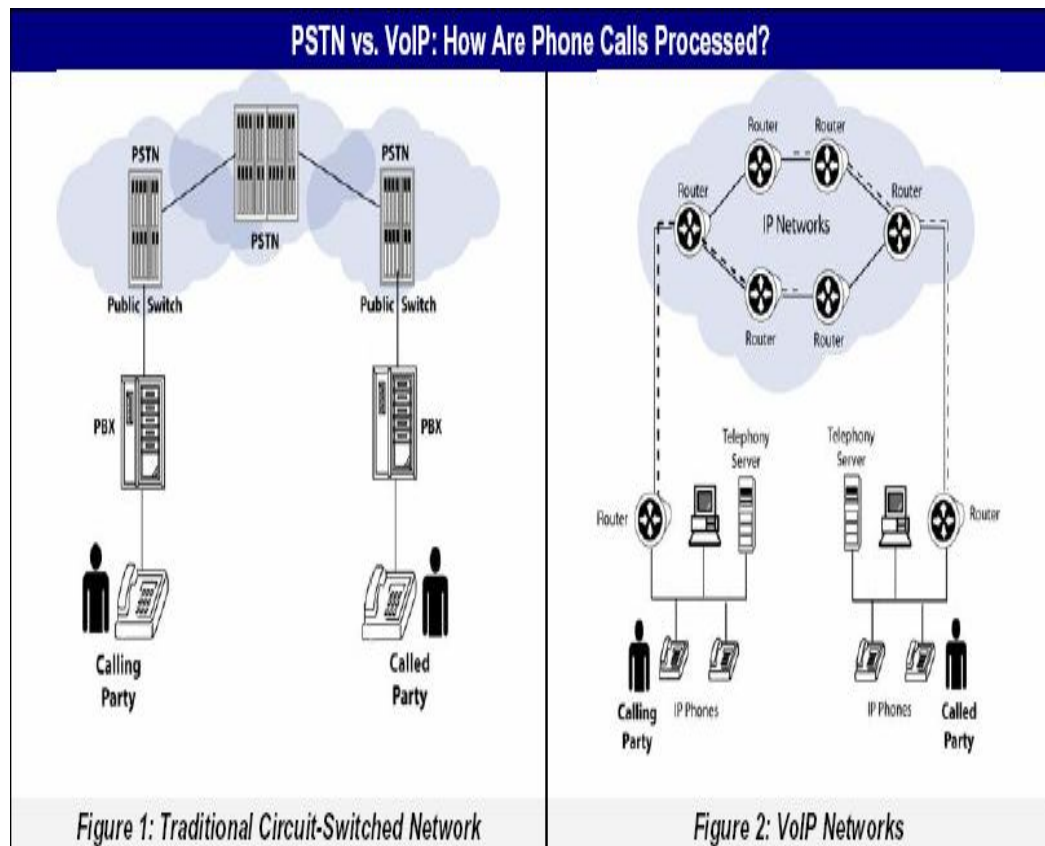 PSTN vs. VoIP: How Are Phone Calls Processed?
PSTN
PSTN
PSTN
Public Switch
Public Switch
PBX
PBX
Calling
Party
Called
Party
Figure 1: Traditional Circuit-Switched Network
Router
Router
Router
Router
IP Networks
Router
Router
Telephony
Server
Telephony
Server
Router
Router
Calling
Party
IP Phones
IP Phones
Called
Party
Figure 2: VoIP Networks